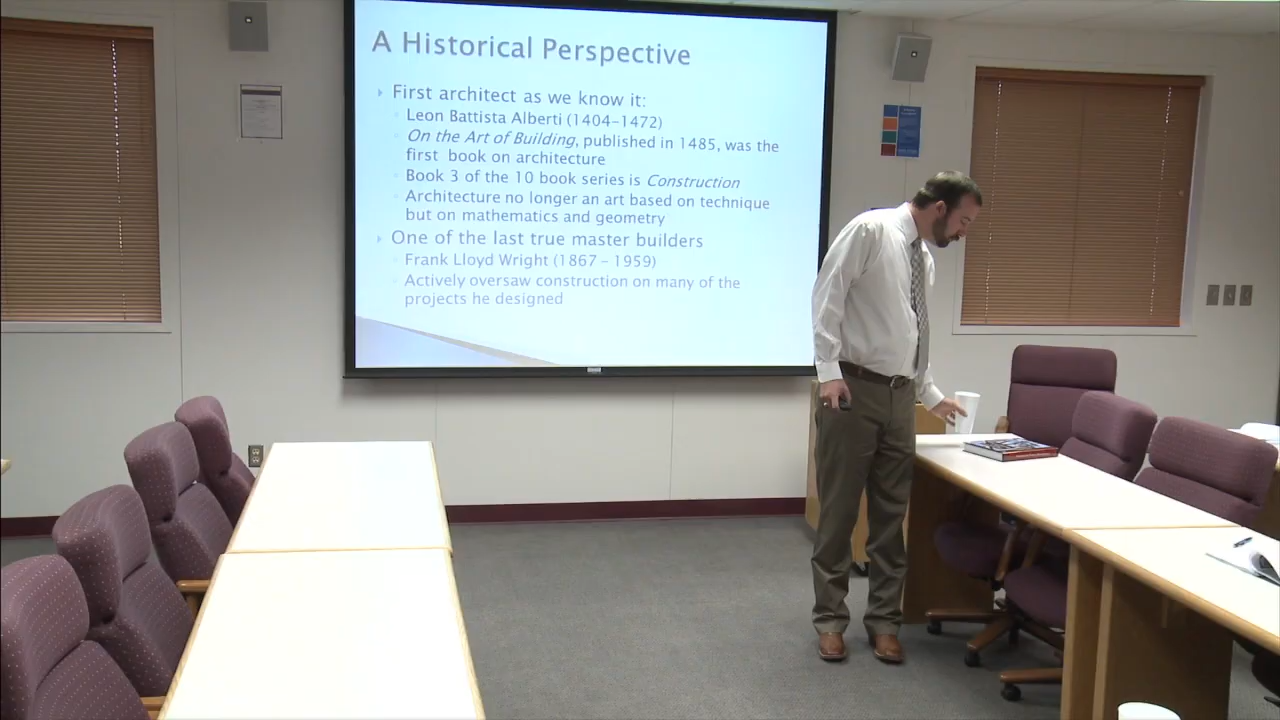 A Historical Perspective
First architect as we know it:
Leon Battista Alberti (1404-1472)
On the Art of Building, published in 1485, was the
first book on architecture
Book 3 of the 10 book series is Construction
Architecture no longer an art based on technique
but on mathematics and geometry
One of the last true master builders
Frank Lloyd Wright (1867 - 1959)
Actively oversaw construction on many of the
projects he designed